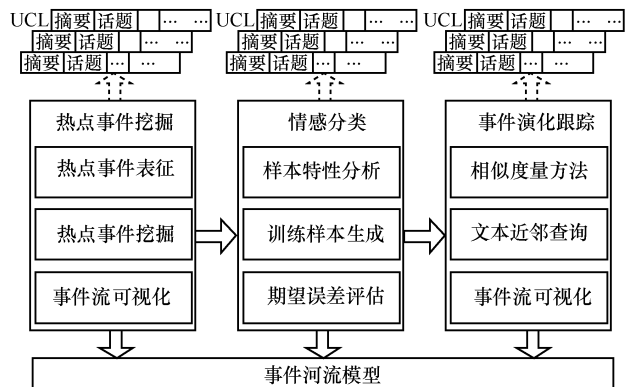 UCL 摘要 话题 … … UCL 摘要 话题 … … UCL 摘要 话题 … …
摘要 话题 … … 摘要 话题 … … 摘要 话题 … …
摘要 话题 … … 摘要 话题 … … 摘要 话题 … …
热点事件挖掘 情感分类 事件演化跟踪
热点事件表征 样本特性分析 相似度量方法
热点事件挖掘 训练样本生成 文本近邻查询
事件流可视化 期望误差评估 事件流可视化
事件河流模型